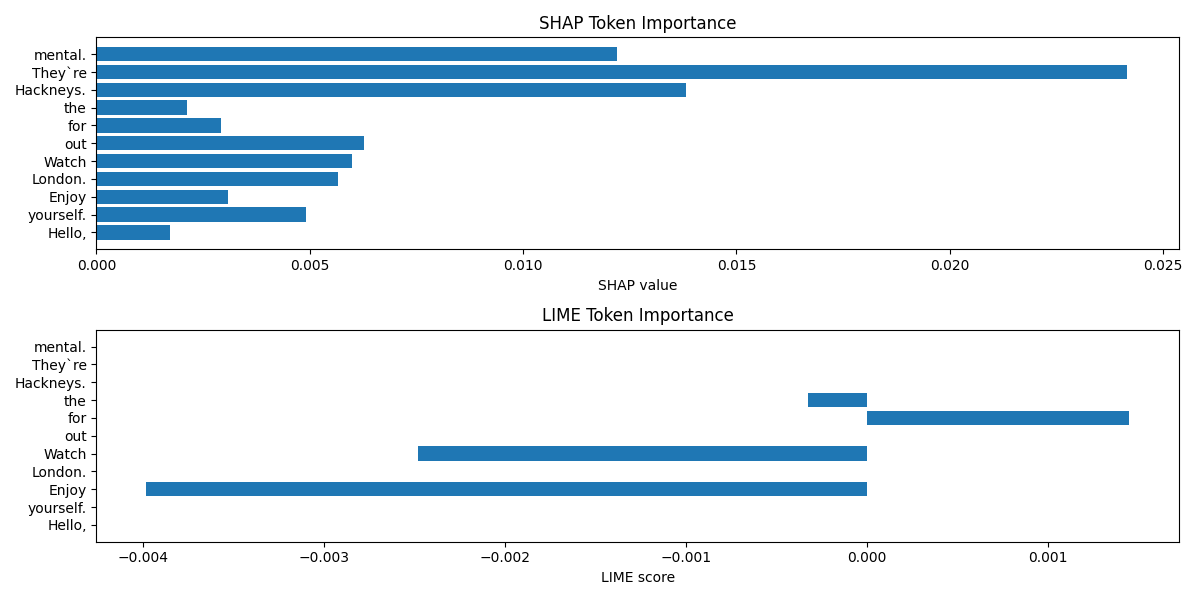 SHAP Token Importance
mental.
They`re
Hackneys.
the
for
out
Watch
London.
Enjoy
yourself.
Hello,
0.000 0.005 0.010 0.015 0.020 0.025
SHAP value
LIME Token Importance
mental.
They`re
Hackneys.
the
for
out
Watch
London.
Enjoy
yourself.
Hello,
−0.004 −0.003 −0.002 −0.001 0.000 0.001
LIME score